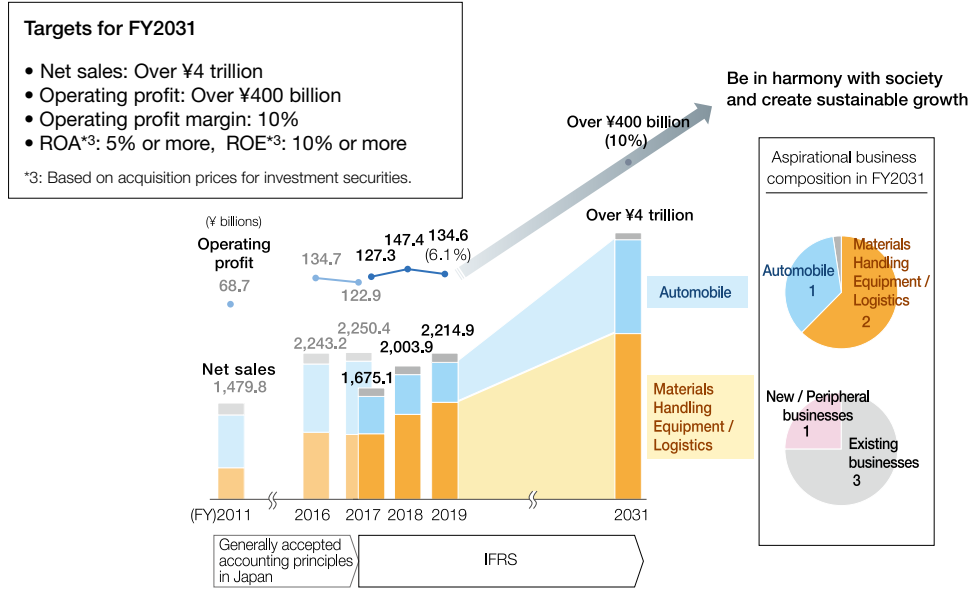 Targets for FY2031
• Net sales: Over ¥4 trillion
• Operating profit: Over ¥400 billion
• Operating profit margin: 10%
• ROA*3: 5% or more, ROE*3: 10% or more
*3: Based on acquisition prices for investment securities.
Be in harmony with society
and create sustainable growth
Over ¥400 billion
(10%)
Over ¥4 trillion
(¥ billions)
Operating
profit
68.7
134.7
122.9
127.3
147.4
134.6
(6.1%)
Net sales
1,479.8
2,243.2
2,250.4
1,675.1
2,003.9
2,214.9
Automobile
Materials
Handling
Equipment /
Logistics
(FY)2011
2016
2017
2018
2019
2031
Generally accepted
accounting principles
in Japan
IFRS
Aspirational business
composition in FY2031
Automobile
1
Materials
Handling
Equipment /
Logistics
2
New / Peripheral
businesses
1
Existing
businesses
3